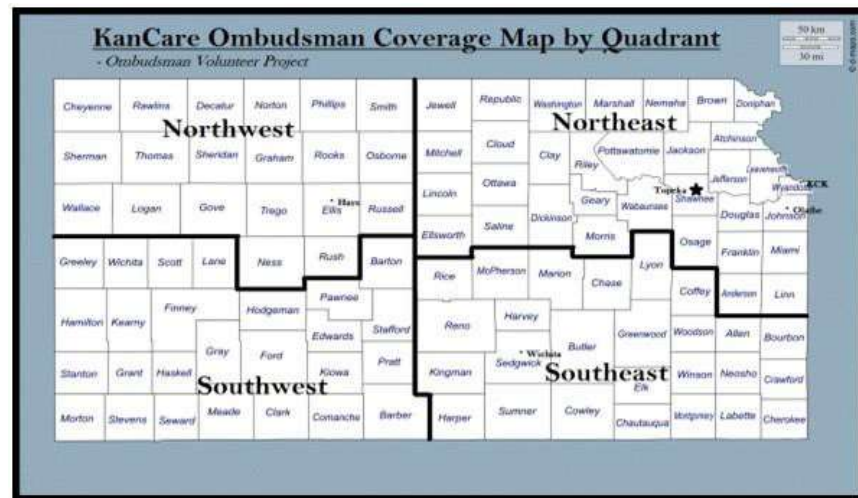 KanCare Ombudsman Coverage Map by Quadrant
- Ombudsman Volunteer Project
50 km
30 mi
© d-maps.com
Cheyenne Rawlins Decatur Norton Phillips Smith Jewell Republic Washington Marshall Nemaha Brown Doniphan
Northwest
Northeast
Atchinson
Sherman Thomas Sheridan Graham Rooks Osborne Mitchell Cloud Clay Riley Pottawatomie Jackson
Jefferson Leavenworth
Wyandotte KCK
Lincoln Ottawa
Topeka
Wallace Logan Gove Trego Ellis Hays Russell
Geary Wabaunsee Shawnee
Douglas Johnson Olathe
Ellsworth Saline Dickinson Morris Osage Franklin Miami
Greeley Wichita Scott Lane Ness Rush Barton
Rice McPherson Marion Chase Lyon Coffey Anderson Linn
Hamilton Kearny Finney Hodgeman Pawnee Stafford
Reno Harvey Greenwood Woodson Allen Bourbon
Gray Ford Edwards
Butler
Stanton Grant Haskell Kiowa Pratt Kingman Sedgwick Wichita
Elk Winson Neosho Crawford
Southwest
Southeast
Morton Stevens Seward Meade Clark Comanche Barber Harper Sumner Cowley Chautauqua Labette Cherokee